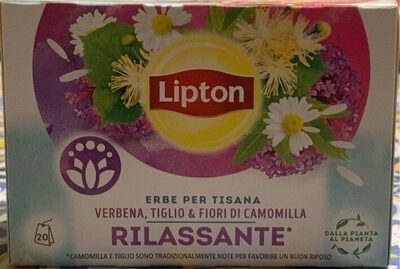 Lipton
ERBE PER TISANA
VERBENA, TIGLIO & FIORI DI CAMOMILLA
RILASSANTE*
20
DALLA PIANTA
AL PIANETA
*CAMOMILLA E TIGLIO SONO TRADIZIONALMENTE NOTE PER FAVORIRE UN BUON RIPOSO